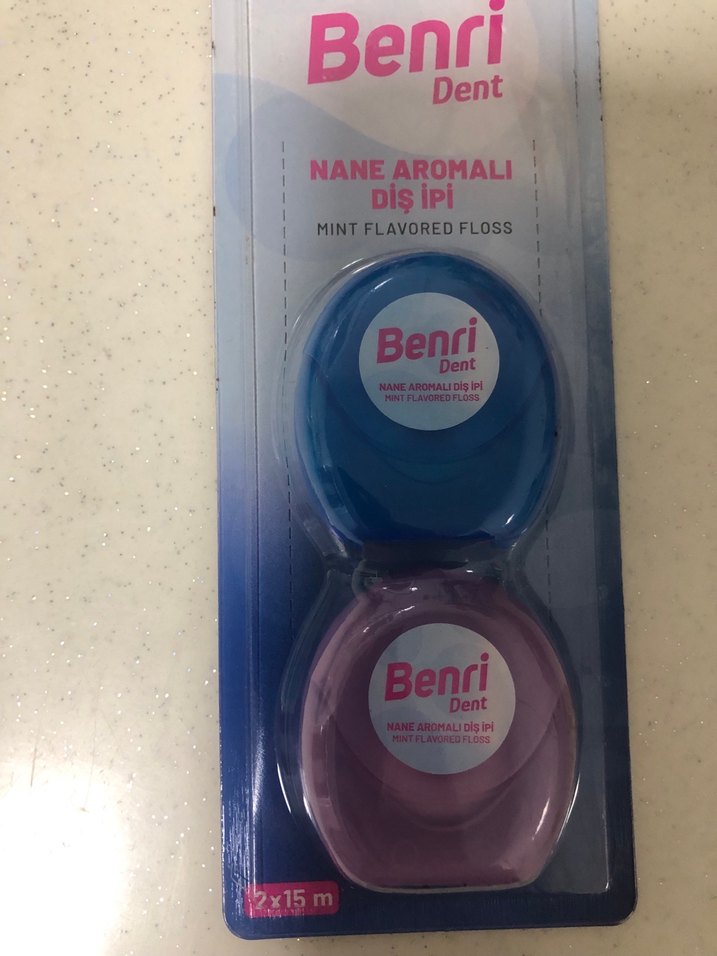 Benri
Dent
NANE AROMALI
DİŞ İPİ
MINT FLAVORED FLOSS
Benri
Dent
NANE AROMALI DİŞ İPİ
MINT FLAVORED FLOSS
Benri
Dent
NANE AROMALI DİŞ İPİ
MINT FLAVORED FLOSS
2x15 m